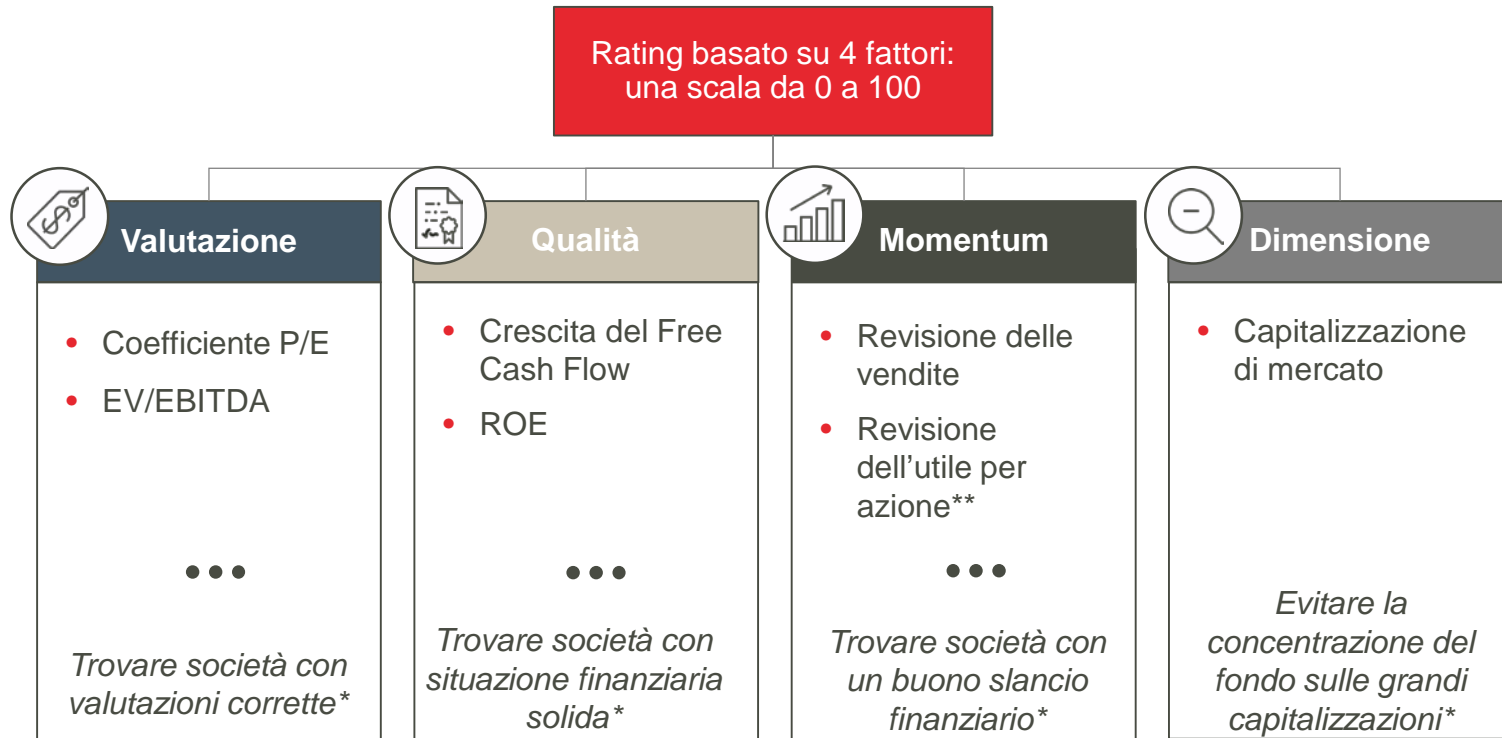 Rating basato su 4 fattori:
una scala da 0 a 100
Valutazione
• Coefficiente P/E
• EV/EBITDA
•••
Trovare società con
valutazioni corrette*
Qualità
• Crescita del Free
Cash Flow
• ROE
•••
Trovare società con
situazione finanziaria
solida*
Momentum
• Revisione delle
vendite
• Revisione
dell'utile per
azione**
•••
Trovare società con
un buono slancio
finanziario*
Dimensione
• Capitalizzazione
di mercato
Evitare la
concentrazione del
fondo sulle grandi
capitalizzazioni*